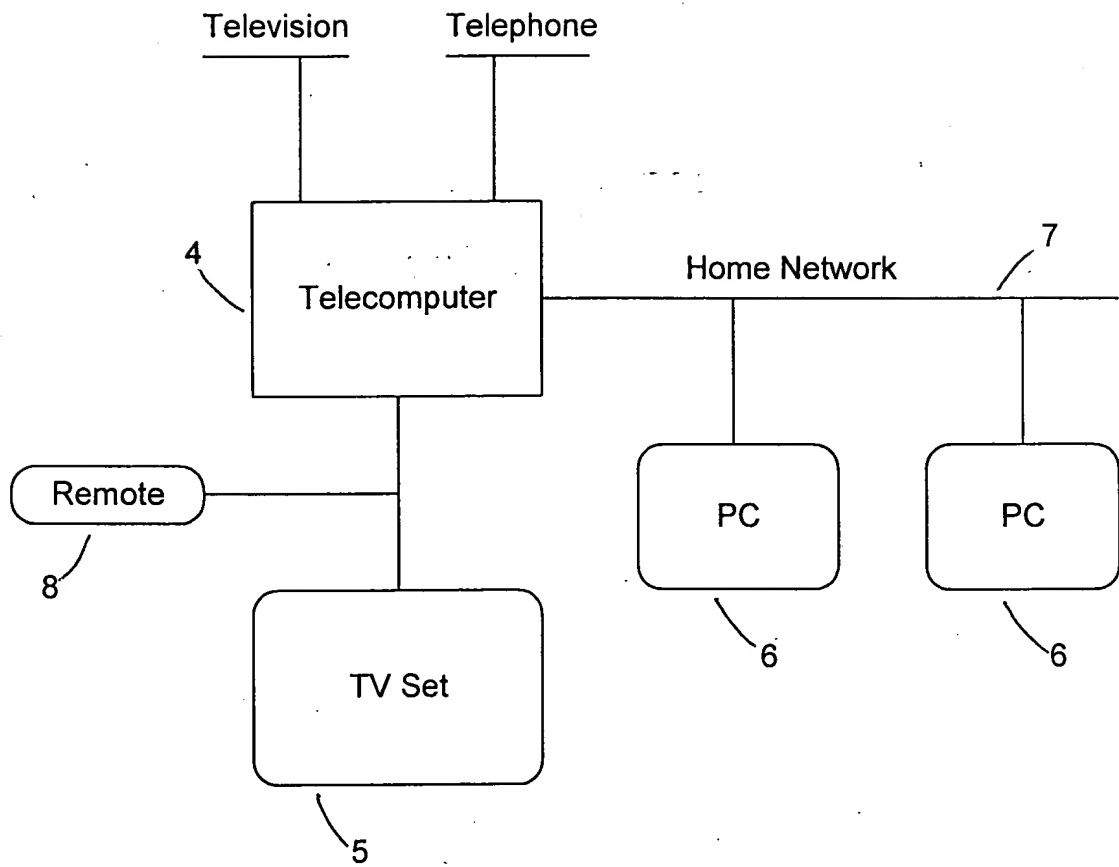 Television
Telephone
4
7
Home Network
Telecomputer
Remote
PC
PC
8
6
6
TV Set
5